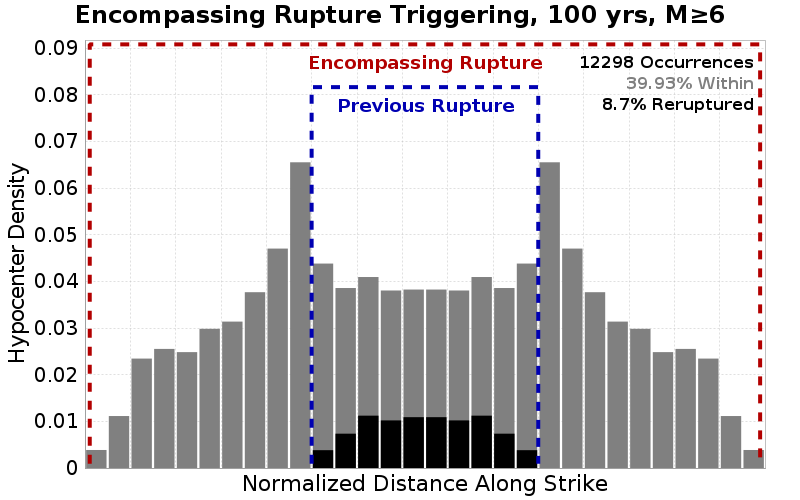 Encompassing Rupture Triggering, 100 yrs, M≥6
0.09
0.08
0.07
0.06
0.05
0.04
0.03
0.02
0.01
0
Hypocenter Density
Encompassing Rupture
Previous Rupture
12298 Occurrences
39.93% Within
8.7% Reruptured
Normalized Distance Along Strike